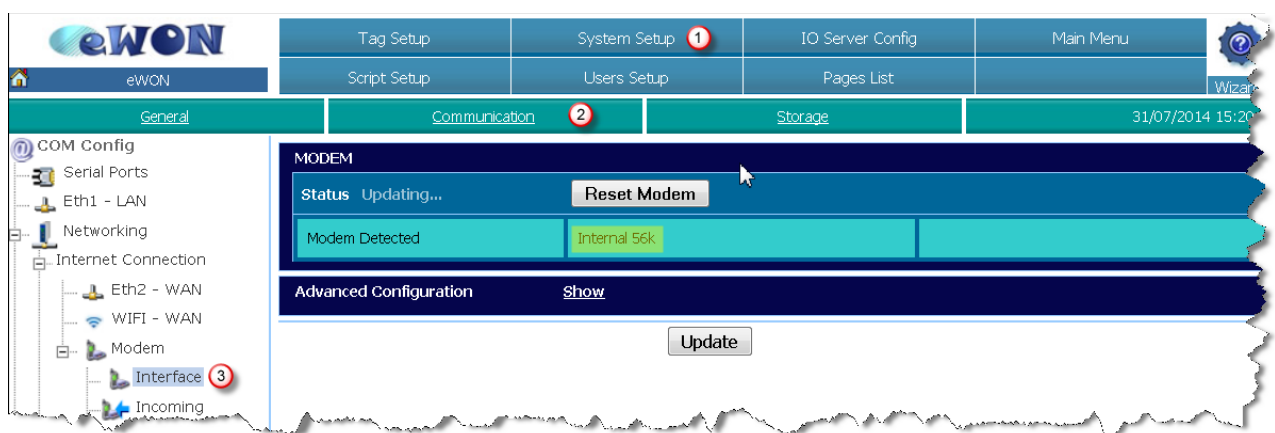 eWON
Tag Setup
System Setup 1
IO Server Config
Main Menu
eWON
Script Setup
Users Setup
Pages List
General
Communication 2
Storage
31/07/2014 15:20
COM Config
Serial Ports
Eth1 - LAN
Networking
Internet Connection
Eth2 - WAN
WIFI - WAN
Modem
Interface 3
Incoming
MODEM
Status Updating...
Reset Modem
Modem Detected
Internal 56k
Advanced Configuration
Show
Update